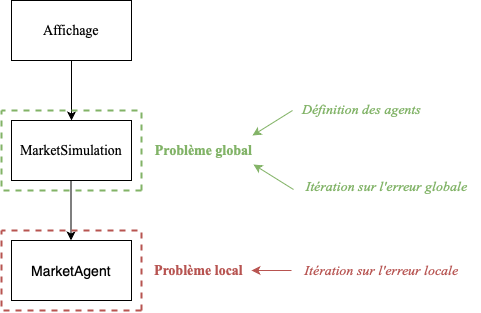 Affichage
Définition des agents
MarketSimulation
Problème global
Itération sur l'erreur globale
MarketAgent
Problème local
Itération sur l'erreur locale